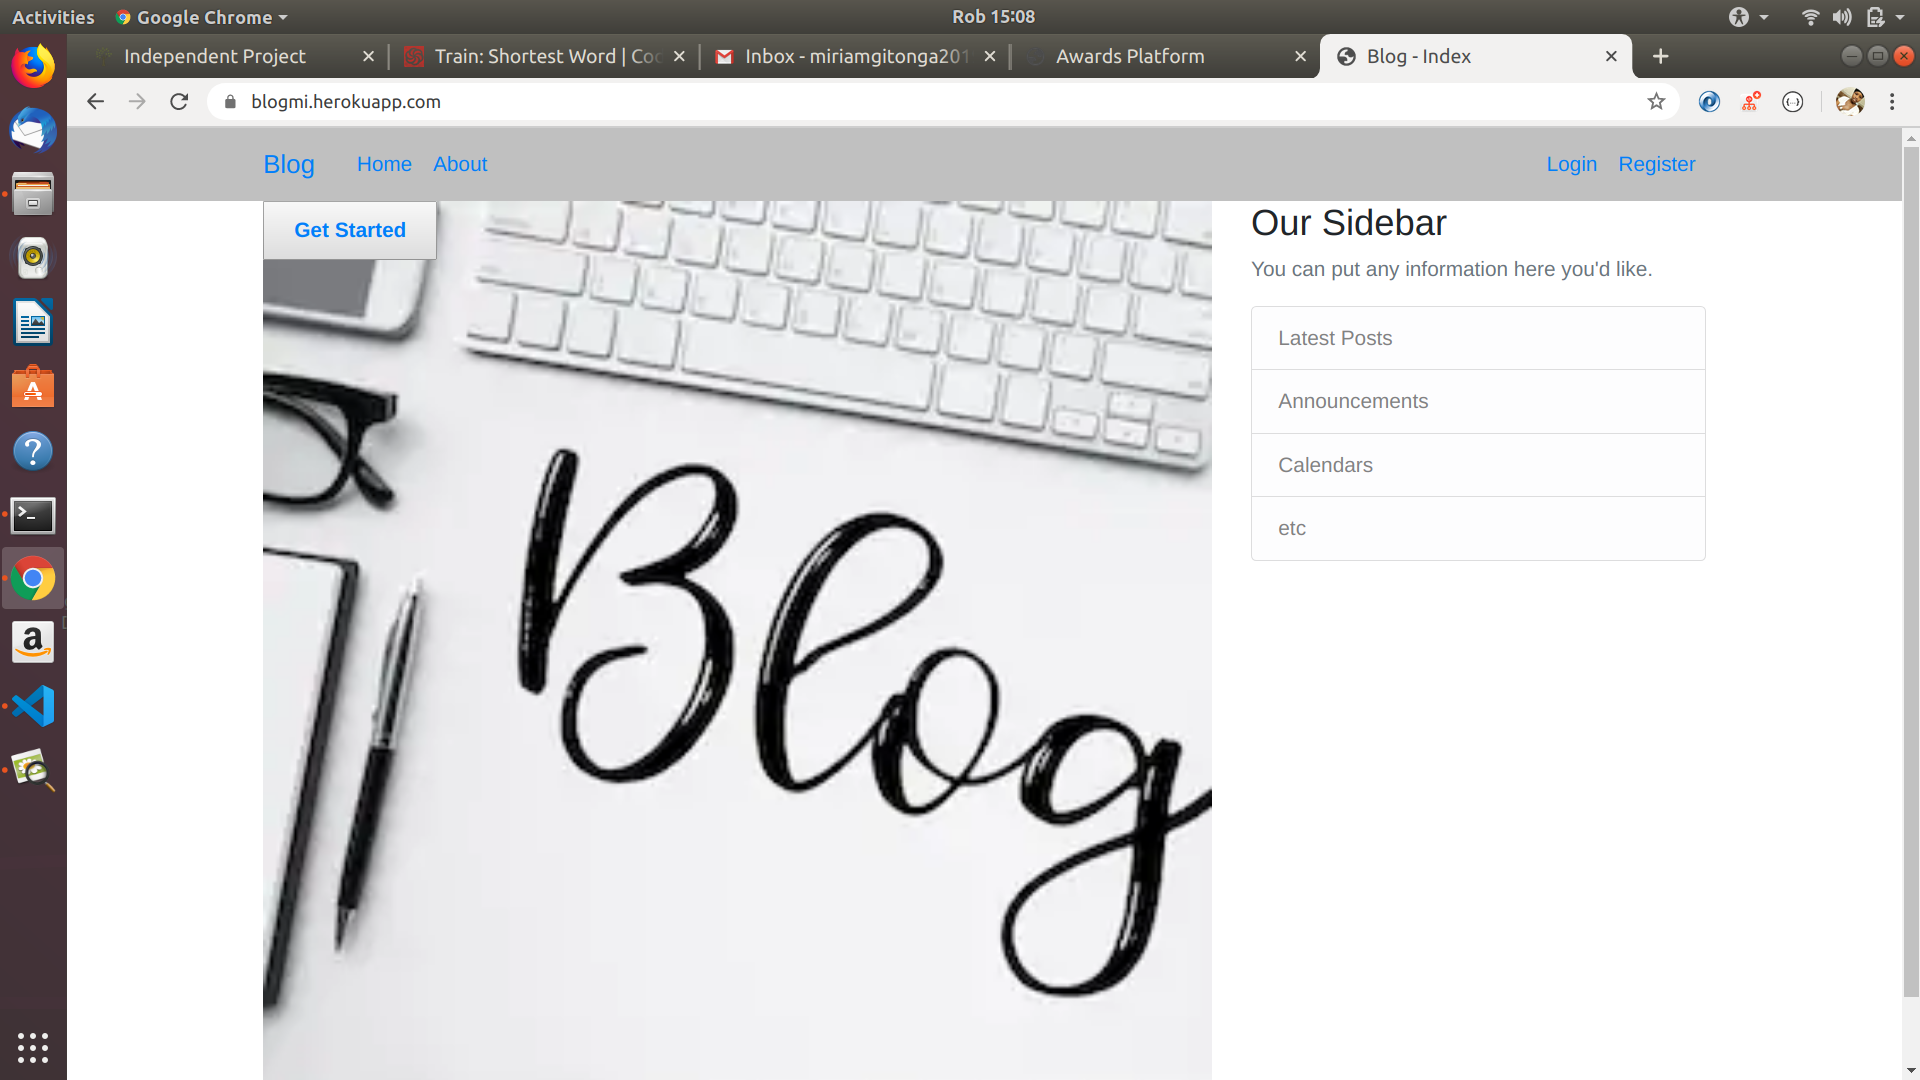 Activities
Google Chrome
Rob 15:08
Independent Project
Train: Shortest Word | Coc
Inbox - miriamgitonga201
Awards Platform
Blog - Index
blogmi.herokuapp.com
Blog
Home
About
Login
Register
Get Started
Blog
Our Sidebar
You can put any information here you'd like.
Latest Posts
Announcements
Calendars
etc